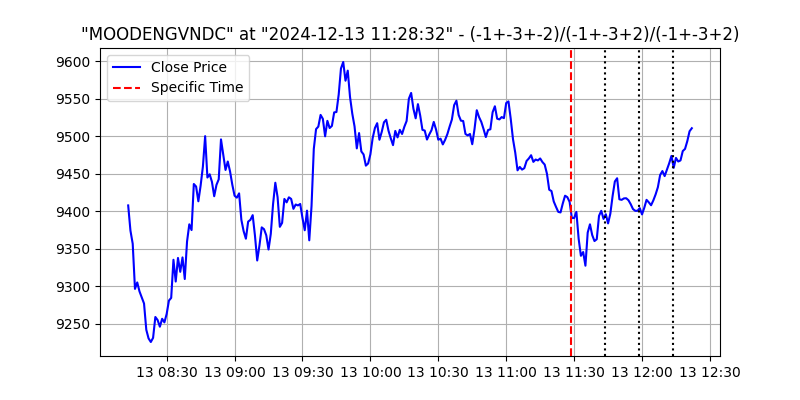 "MOODENGVNDC" at "2024-12-13 11:28:32" - (-1+-3+-2)/(-1+-3+2)/(-1+-3+2)
Close Price
Specific Time
9600
9550
9500
9450
9400
9350
9300
9250
13 08:30 13 09:00 13 09:30 13 10:00 13 10:30 13 11:00 13 11:30 13 12:00 13 12:30